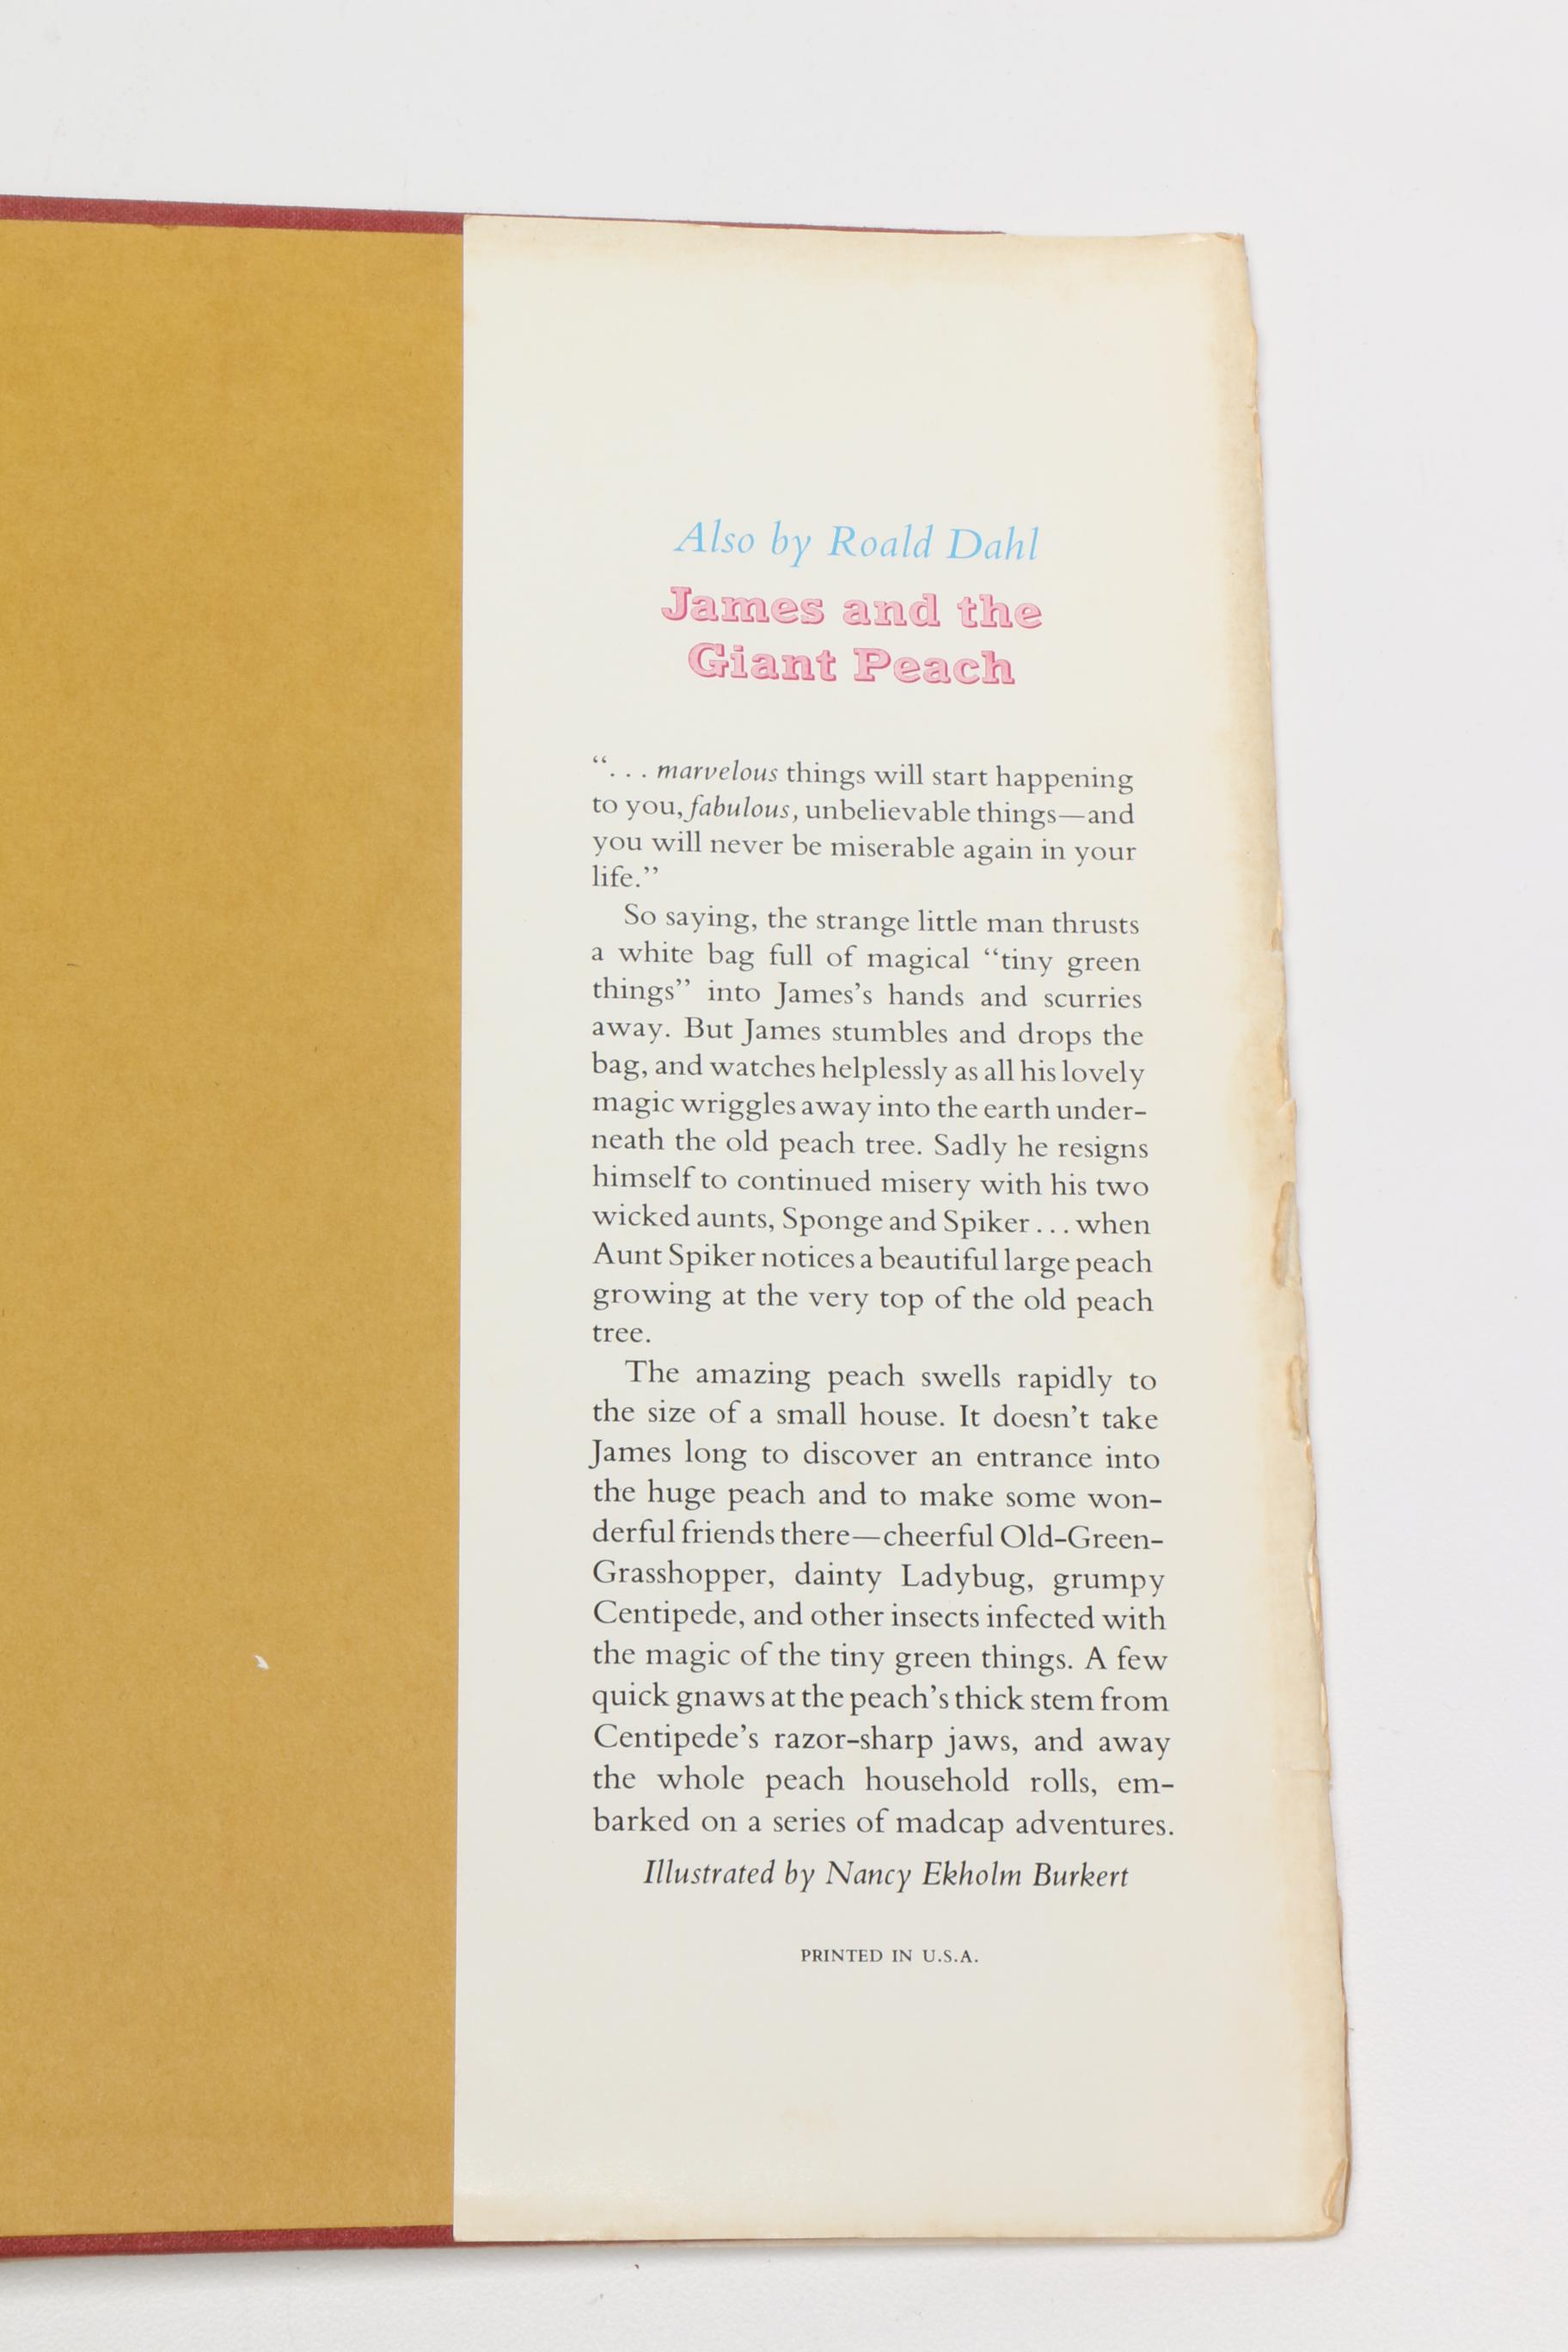 Also by Roald Dahl
James and the
Giant Peach
“. . . marvelous things will start happening
to you, fabulous, unbelievable things—and
you will never be miserable again in your
life.”
So saying, the strange little man thrusts
a white bag full of magical “tiny green
things” into James’s hands and scurries
away. But James stumbles and drops the
bag, and watches helplessly as all his lovely
magic wriggles away into the earth under-
neath the old peach tree. Sadly he resigns
himself to continued misery with his two
wicked aunts, Sponge and Spiker . . . when
Aunt Spiker notices a beautiful large peach
growing at the very top of the old peach
tree.
The amazing peach swells rapidly to
the size of a small house. It doesn’t take
James long to discover an entrance into
the huge peach and to make some won-
derful friends there—cheerful Old-Green-
Grasshopper, dainty Ladybug, grumpy
Centipede, and other insects infected with
the magic of the tiny green things. A few
quick gnaws at the peach’s thick stem from
Centipede’s razor-sharp jaws, and away
the whole peach household rolls, em-
barked on a series of madcap adventures.
Illustrated by Nancy Ekholm Burkert
PRINTED IN U.S.A.